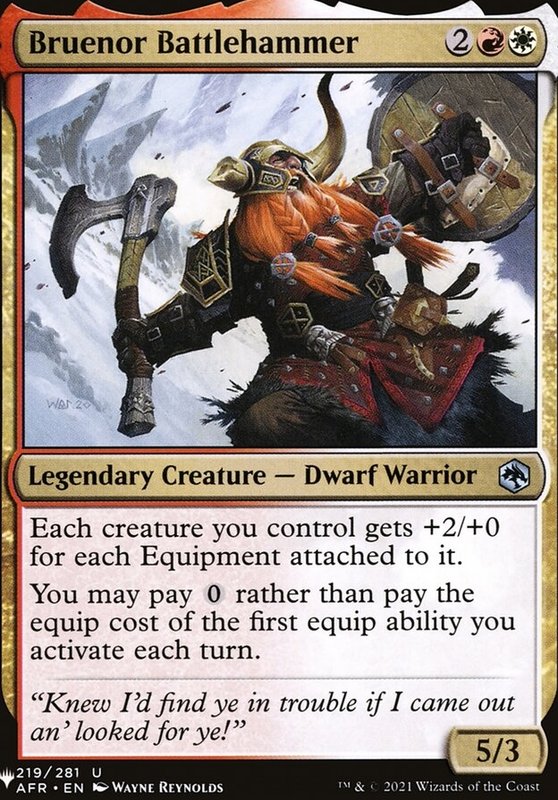 Bruenor Battlehammer 2
WAR20
Legendary Creature — Dwarf Warrior
Each creature you control gets +2/+0
for each Equipment attached to it.
You may pay 0 rather than pay the
equip cost of the first equip ability you
activate each turn.
“Knew I’d find ye in trouble if I came out
an’ looked for ye!”
5/3
219/281 U
AFR • EN Wayne Reynolds
™ & © 2021 Wizards of the Coast